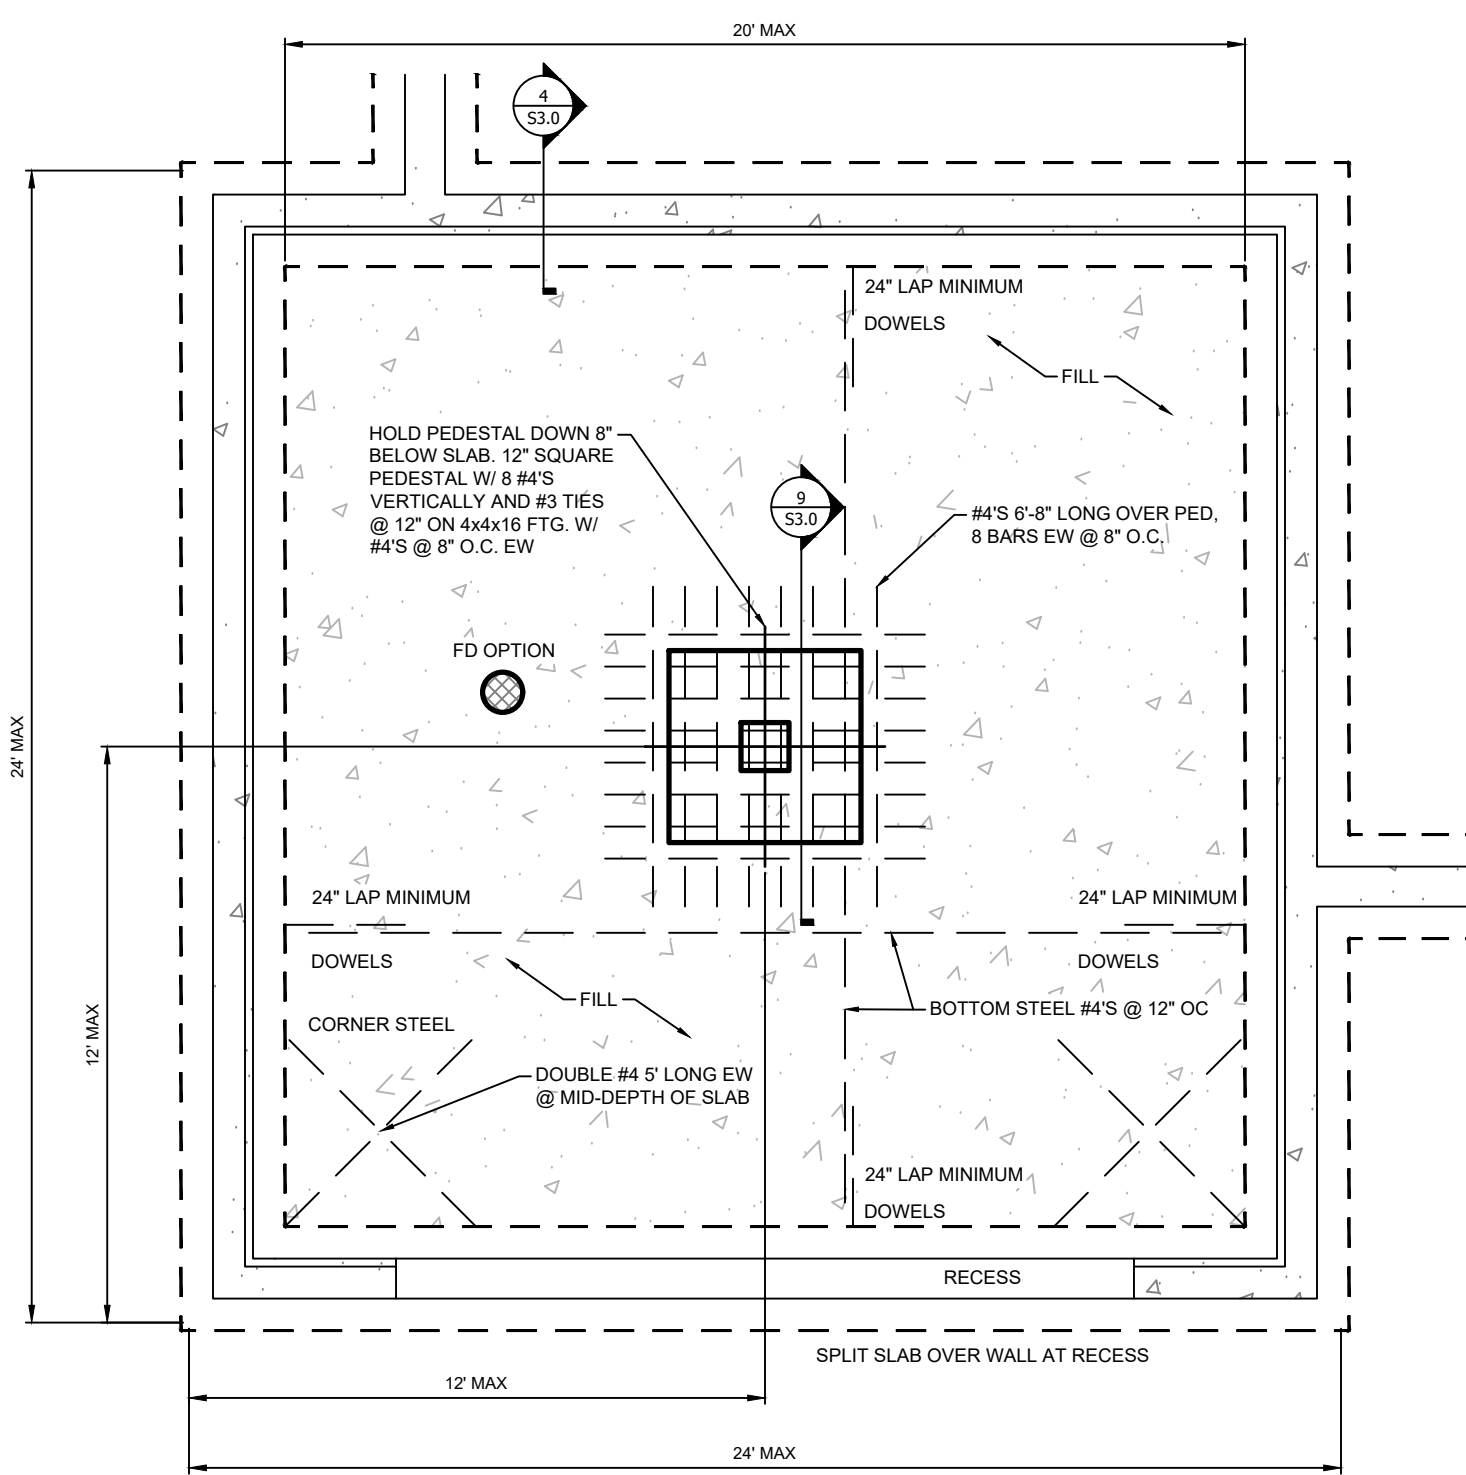 20' MAX
4
S3.0
24" LAP MINIMUM
DOWELS
FILL
HOLD PEDESTAL DOWN 8"
BELOW SLAB. 12" SQUARE
PEDESTAL W/ 8 #4'S
VERTICALLY AND #3 TIES
@ 12" ON 4x4x16 FTG. W/
#4'S @ 8" O.C. EW
9
S3.0
#4'S 6'-8" LONG OVER PED,
8 BARS EW @ 8" O.C.
FD OPTION
24' MAX
24" LAP MINIMUM
24" LAP MINIMUM
DOWELS
DOWELS
FILL
BOTTOM STEEL #4'S @ 12" OC
CORNER STEEL
12' MAX
DOUBLE #4 5' LONG EW
@ MID-DEPTH OF SLAB
24" LAP MINIMUM
DOWELS
RECESS
SPLIT SLAB OVER WALL AT RECESS
12' MAX
24' MAX